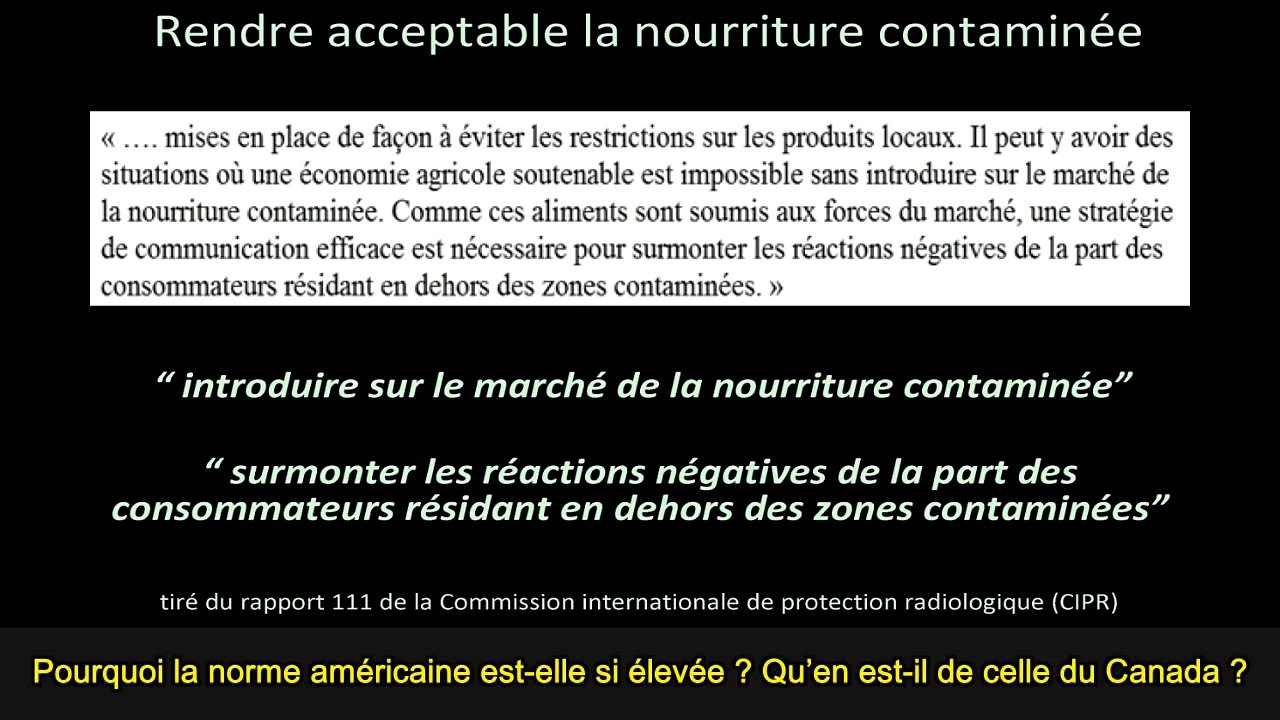 Rendre acceptable la nourriture contaminée
« …. mises en place de façon à éviter les restrictions sur les produits locaux. Il peut y avoir des
situations où une économie agricole soutenable est impossible sans introduire sur le marché de
la nourriture contaminée. Comme ces aliments sont soumis aux forces du marché, une stratégie
de communication efficace est nécessaire pour surmonter les réactions négatives de la part des
consommateurs résidant en dehors des zones contaminées. »
“ introduire sur le marché de la nourriture contaminée”
“ surmonter les réactions négatives de la part des
consommateurs résidant en dehors des zones contaminées”
tiré du rapport 111 de la Commission internationale de protection radiologique (CIPR)
Pourquoi la norme américaine est-elle si élevée ? Qu’en est-il de celle du Canada ?